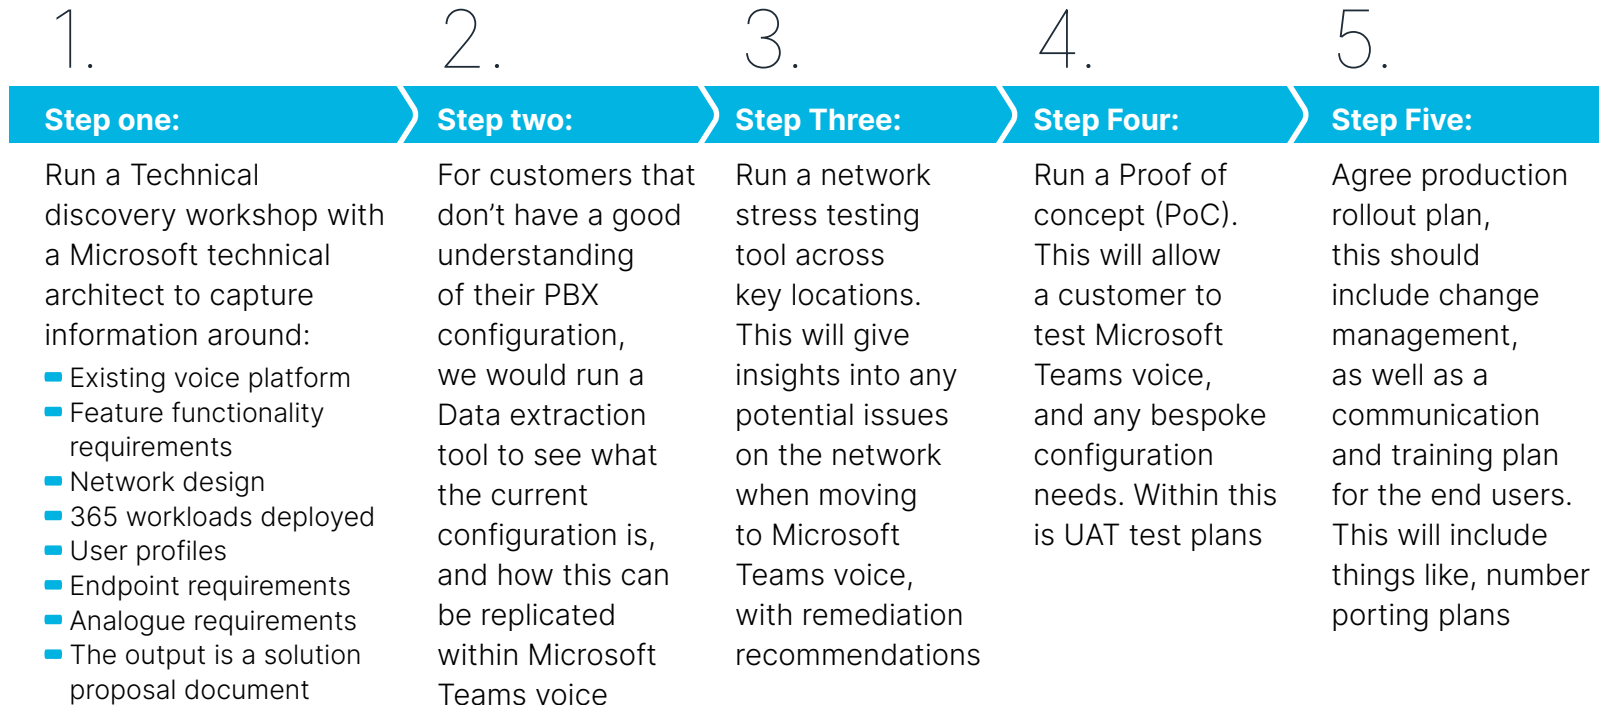 1.
Step one:
Run a Technical
discovery workshop with
a Microsoft technical
architect to capture
information around:
Existing voice platform
Feature functionality
requirements
Network design
365 workloads deployed
User profiles
Endpoint requirements
Analogue requirements
The output is a solution
proposal document
2.
Step two:
For customers that
don’t have a good
understanding
of their PBX
configuration,
we would run a
Data extraction
tool to see what
the current
configuration is,
and how this can
be replicated
within Microsoft
Teams voice
3.
Step Three:
Run a network
stress testing
tool across
key locations.
This will give
insights into any
potential issues
on the network
when moving
to Microsoft
Teams voice,
with remediation
recommendations
4.
Step Four:
Run a Proof of
concept (PoC).
This will allow
a customer to
test Microsoft
Teams voice,
and any bespoke
configuration
needs. Within this
is UAT test plans
5.
Step Five:
Agree production
rollout plan,
this should
include change
management,
as well as a
communication
and training plan
for the end users.
This will include
things like, number
porting plans